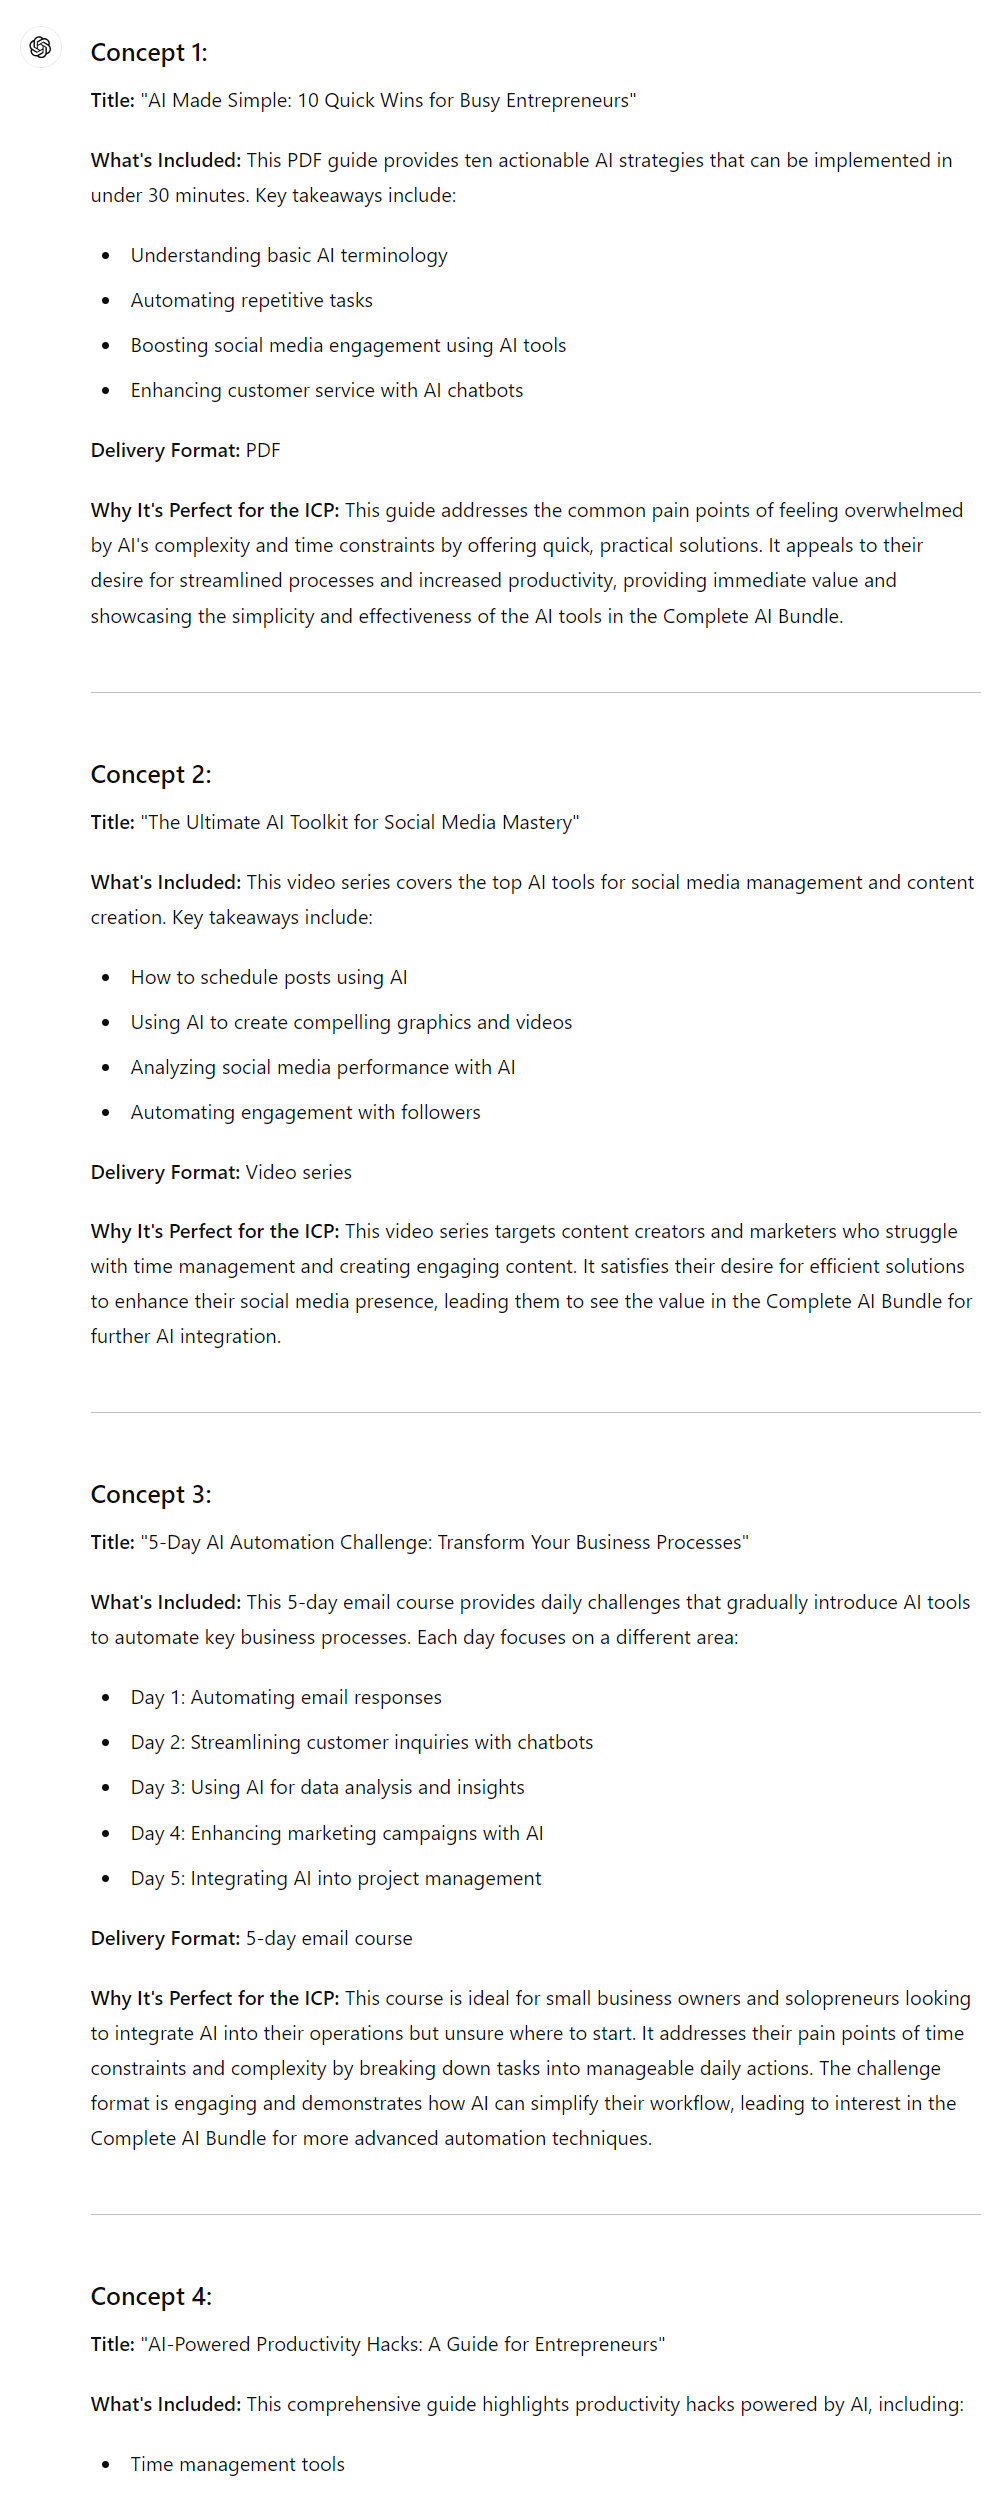 Concept 1:
Title: "AI Made Simple: 10 Quick Wins for Busy Entrepreneurs"
What's Included: This PDF guide provides ten actionable AI strategies that can be implemented in
under 30 minutes. Key takeaways include:
• Understanding basic AI terminology
• Automating repetitive tasks
• Boosting social media engagement using AI tools
• Enhancing customer service with AI chatbots
Delivery Format: PDF
Why It's Perfect for the ICP: This guide addresses the common pain points of feeling overwhelmed
by AI's complexity and time constraints by offering quick, practical solutions. It appeals to their
desire for streamlined processes and increased productivity, providing immediate value and
showcasing the simplicity and effectiveness of the AI tools in the Complete AI Bundle.
Concept 2:
Title: "The Ultimate AI Toolkit for Social Media Mastery"
What's Included: This video series covers the top AI tools for social media management and content
creation. Key takeaways include:
• How to schedule posts using AI
• Using AI to create compelling graphics and videos
• Analyzing social media performance with AI
• Automating engagement with followers
Delivery Format: Video series
Why It's Perfect for the ICP: This video series targets content creators and marketers who struggle
with time management and creating engaging content. It satisfies their desire for efficient solutions
to enhance their social media presence, leading them to see the value in the Complete AI Bundle for
further AI integration.
Concept 3:
Title: "5-Day AI Automation Challenge: Transform Your Business Processes"
What's Included: This 5-day email course provides daily challenges that gradually introduce AI tools
to automate key business processes. Each day focuses on a different area:
• Day 1: Automating email responses
• Day 2: Streamlining customer inquiries with chatbots
• Day 3: Using AI for data analysis and insights
• Day 4: Enhancing marketing campaigns with AI
• Day 5: Integrating AI into project management
Delivery Format: 5-day email course
Why It's Perfect for the ICP: This course is ideal for small business owners and solopreneurs looking
to integrate AI into their operations but unsure where to start. It addresses their pain points of time
constraints and complexity by breaking down tasks into manageable daily actions. The challenge
format is engaging and demonstrates how AI can simplify their workflow, leading to interest in the
Complete AI Bundle for more advanced automation techniques.
Concept 4:
Title: "AI-Powered Productivity Hacks: A Guide for Entrepreneurs"
What's Included: This comprehensive guide highlights productivity hacks powered by AI, including:
• Time management tools